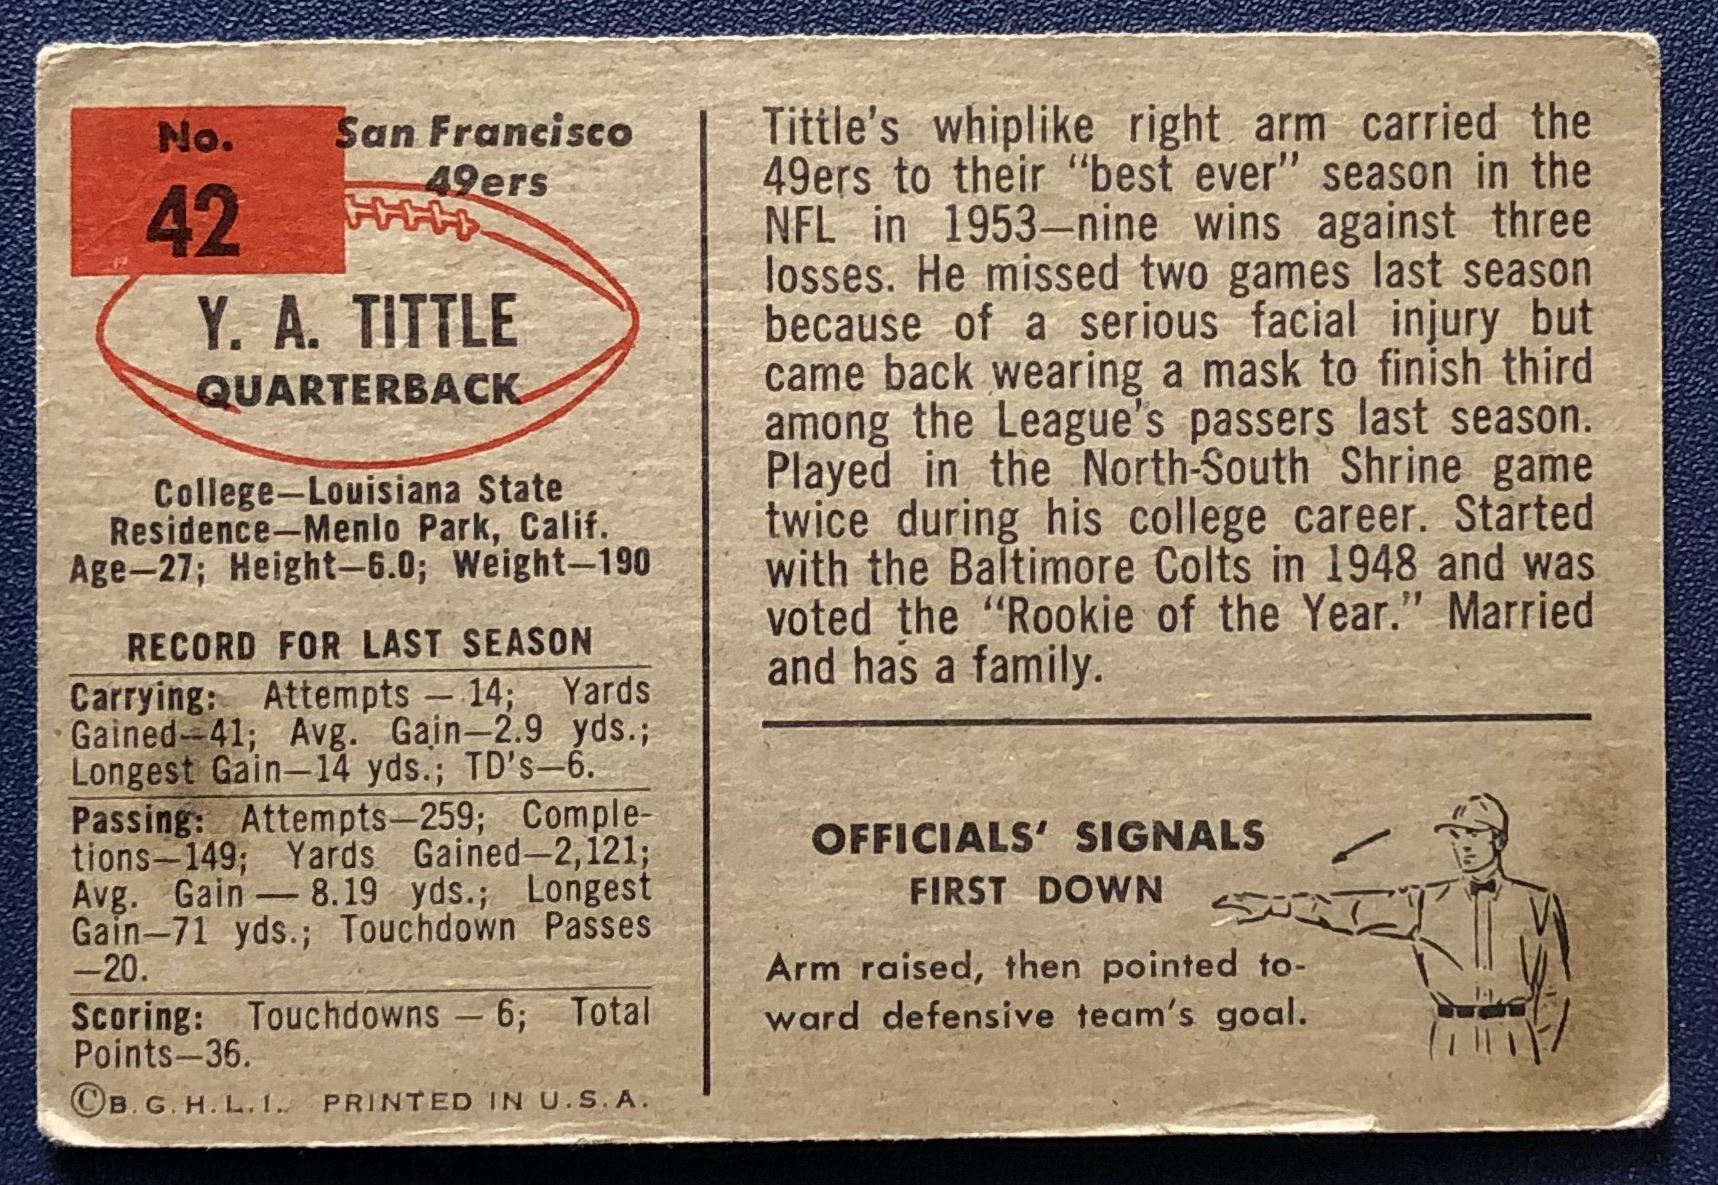 No.
42
San Francisco
49ers
Y. A. TITTLE
QUARTERBACK
College—Louisiana State
Residence—Menlo Park, Calif.
Age—27; Height—6.0; Weight—190
RECORD FOR LAST SEASON
Carrying: Attempts — 14; Yards
Gained—41; Avg. Gain—2.9 yds.;
Longest Gain—14 yds.; TD's—6.
Passing: Attempts—259; Comple-
tions—149; Yards Gained—2,121;
Avg. Gain — 8.19 yds.; Longest
Gain—71 yds.; Touchdown Passes
—20.
Scoring: Touchdowns — 6; Total
Points—36.
©B.G.H.L.I. PRINTED IN U.S.A.
Tittle's whiplike right arm carried the
49ers to their "best ever" season in the
NFL in 1953—nine wins against three
losses. He missed two games last season
because of a serious facial injury but
came back wearing a mask to finish third
among the League's passers last season.
Played in the North-South Shrine game
twice during his college career. Started
with the Baltimore Colts in 1948 and was
voted the "Rookie of the Year." Married
and has a family.
OFFICIALS' SIGNALS
FIRST DOWN
Arm raised, then pointed to-
ward defensive team's goal.